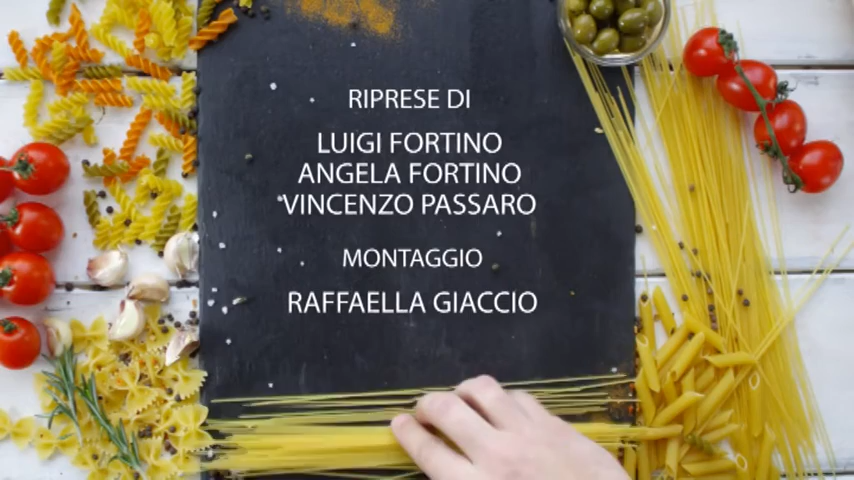 RIPRESE DI
LUIGI FORTINO
ANGELA FORTINO
VINCENZO PASSARO
MONTAGGIO
RAFFAELLA GIACCIO